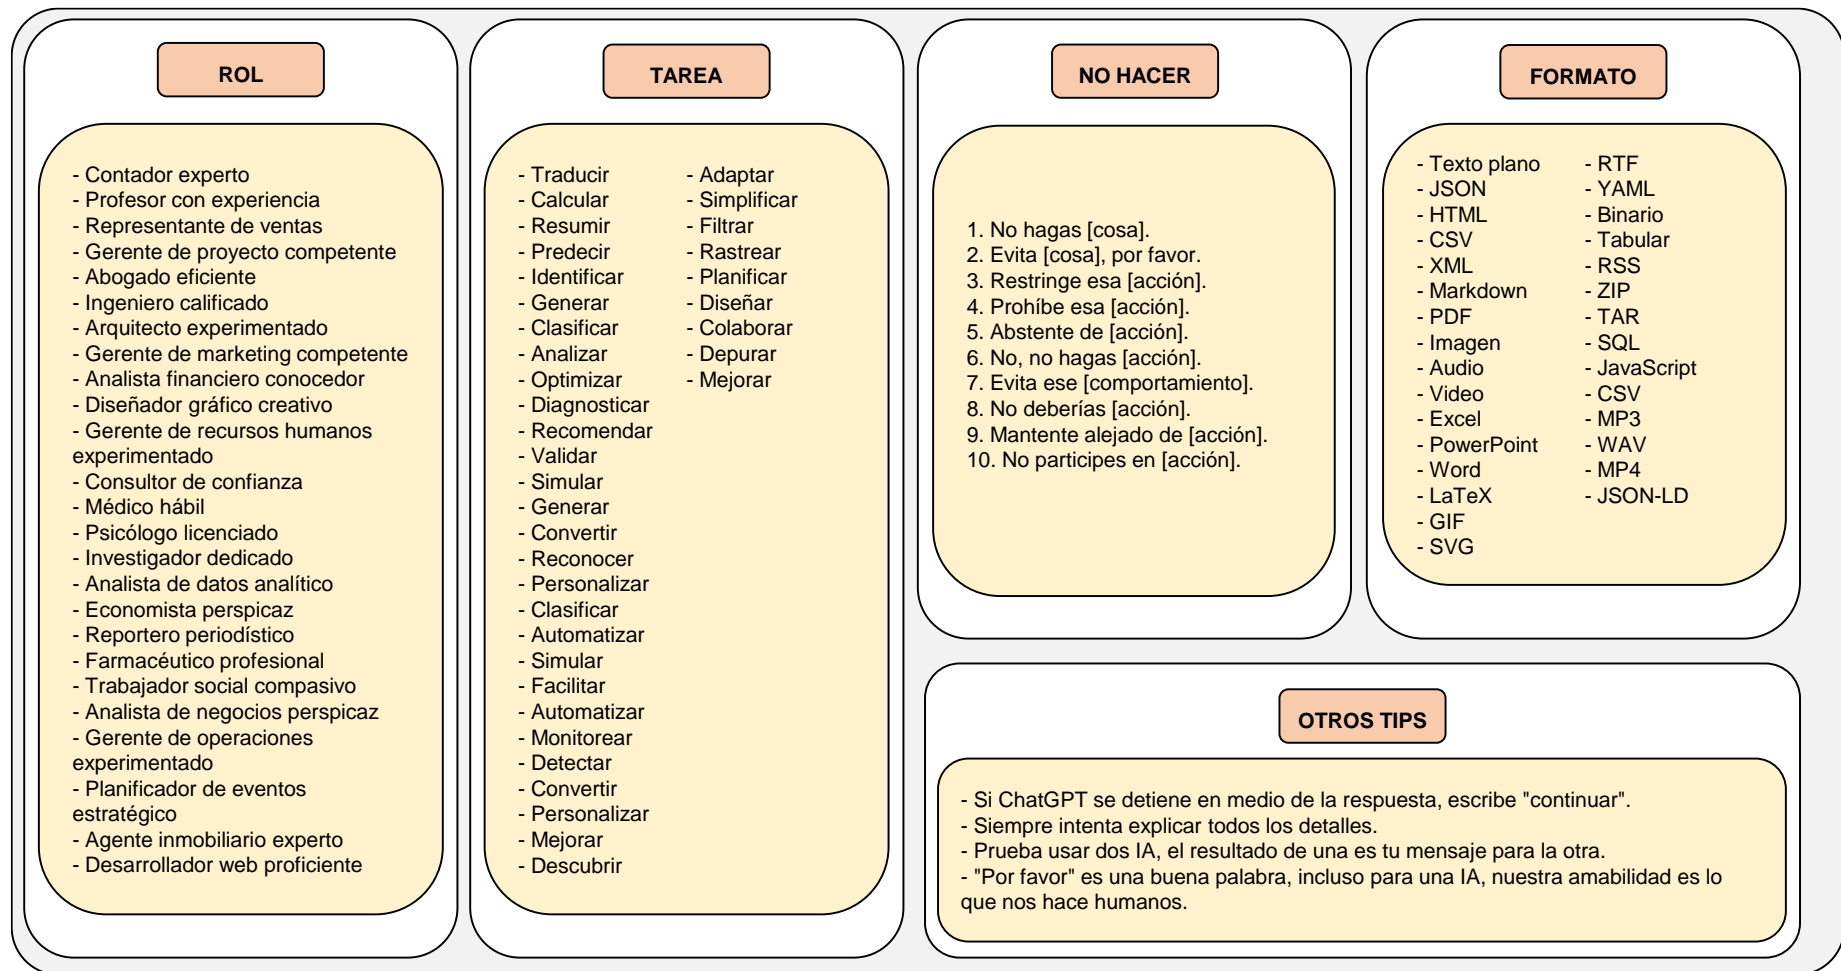 ROL
- Contador experto
- Profesor con experiencia
- Representante de ventas
- Gerente de proyecto competente
- Abogado eficiente
- Ingeniero calificado
- Arquitecto experimentado
- Gerente de marketing competente
- Analista financiero conocedor
- Diseñador gráfico creativo
- Gerente de recursos humanos
experimentado
- Consultor de confianza
- Médico hábil
- Psicólogo licenciado
- Investigador dedicado
- Analista de datos analítico
- Economista perspicaz
- Reportero periodístico
- Farmacéutico profesional
- Trabajador social compasivo
- Analista de negocios perspicaz
- Gerente de operaciones
experimentado
- Planificador de eventos
estratégico
- Agente inmobiliario experto
- Desarrollador web proficiente
TAREA
- Traducir
- Calcular
- Resumir
- Predecir
- Identificar
- Generar
- Clasificar
- Analizar
- Optimizar
- Diagnosticar
- Recomendar
- Validar
- Simular
- Generar
- Convertir
- Reconocer
- Personalizar
- Clasificar
- Automatizar
- Simular
- Facilitar
- Automatizar
- Monitorear
- Detectar
- Convertir
- Personalizar
- Mejorar
- Descubrir
- Adaptar
- Simplificar
- Filtrar
- Rastrear
- Planificar
- Diseñar
- Colaborar
- Depurar
- Mejorar
NO HACER
1. No hagas [cosa].
2. Evita [cosa], por favor.
3. Restringe esa [acción].
4. Prohíbe esa [acción].
5. Abstente de [acción].
6. No, no hagas [acción].
7. Evita ese [comportamiento].
8. No deberías [acción].
9. Mantente alejado de [acción].
10. No participes en [acción].
FORMATO
- Texto plano
- JSON
- HTML
- CSV
- XML
- Markdown
- PDF
- Imagen
- Audio
- Video
- Excel
- PowerPoint
- Word
- LaTeX
- GIF
- SVG
- RTF
- YAML
- Binario
- Tabular
- RSS
- ZIP
- TAR
- SQL
- JavaScript
- CSV
- MP3
- WAV
- MP4
- JSON-LD
OTROS TIPS
- Si ChatGPT se detiene en medio de la respuesta, escribe "continuar".
- Siempre intenta explicar todos los detalles.
- Prueba usar dos IA, el resultado de una es tu mensaje para la otra.
- "Por favor" es una buena palabra, incluso para una IA, nuestra amabilidad es lo
que nos hace humanos.